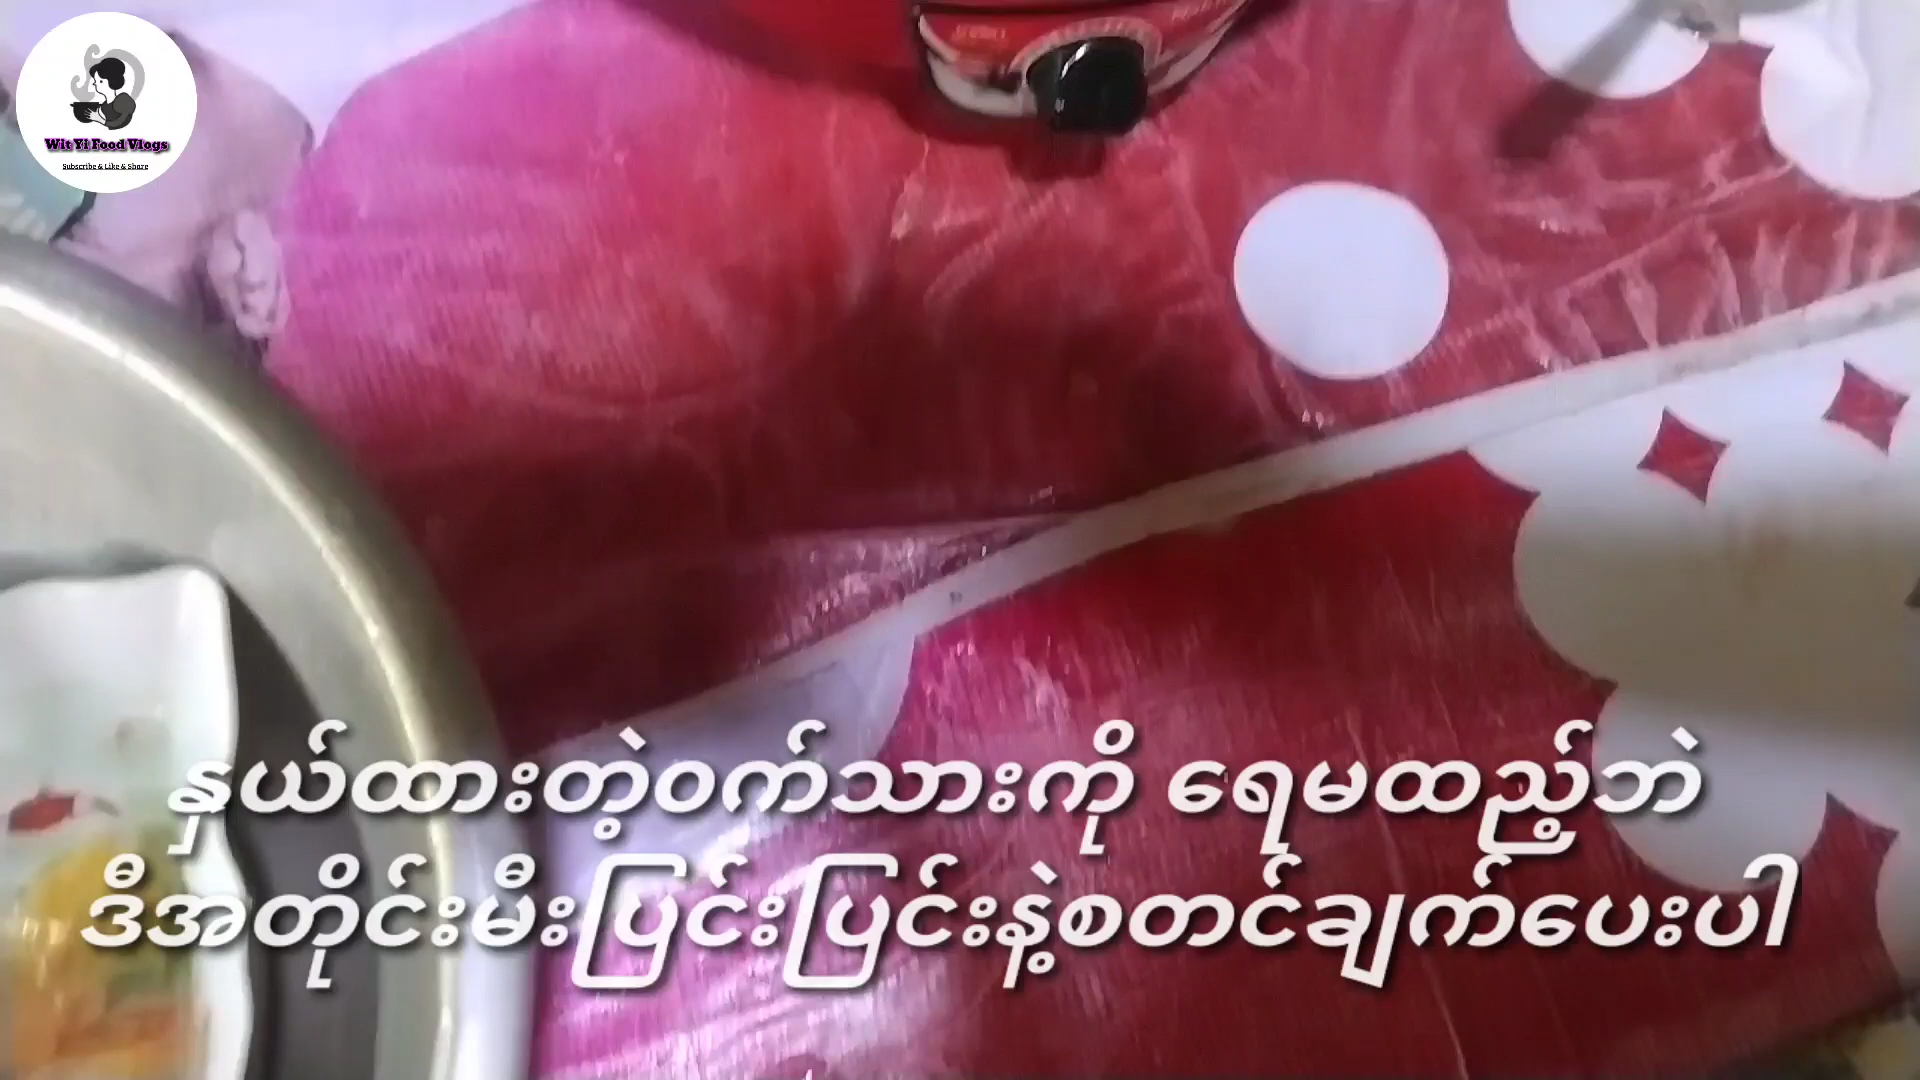 Wit Yi Food Vlogs
Subscribe & Like & Share
နှယ်ထားတဲ့ဝက်သားကို ရေမထည့်ဘဲ
ဒီအတိုင်းမီးပြင်းပြင်းနဲ့စတင်ချက်ပေးပါ